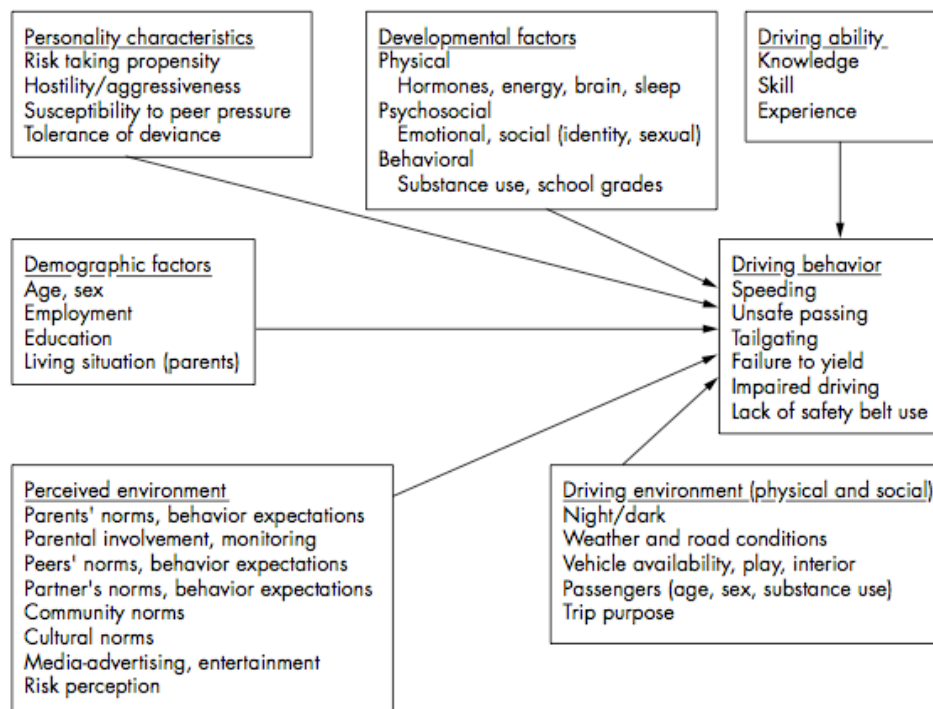 Personality characteristics
Risk taking propensity
Hostility/aggressiveness
Susceptibility to peer pressure
Tolerance of deviance
Developmental factors
Physical
Hormones, energy, brain, sleep
Psychosocial
Emotional, social (identity, sexual)
Behavioral
Substance use, school grades
Driving ability
Knowledge
Skill
Experience
Demographic factors
Age, sex
Employment
Education
Living situation (parents)
Driving behavior
Speeding
Unsafe passing
Tailgating
Failure to yield
Impaired driving
Lack of safety belt use
Perceived environment
Parents' norms, behavior expectations
Parental involvement, monitoring
Peers' norms, behavior expectations
Partner's norms, behavior expectations
Community norms
Cultural norms
Media-advertising, entertainment
Risk perception
Driving environment (physical and social)
Night/dark
Weather and road conditions
Vehicle availability, play, interior
Passengers (age, sex, substance use)
Trip purpose